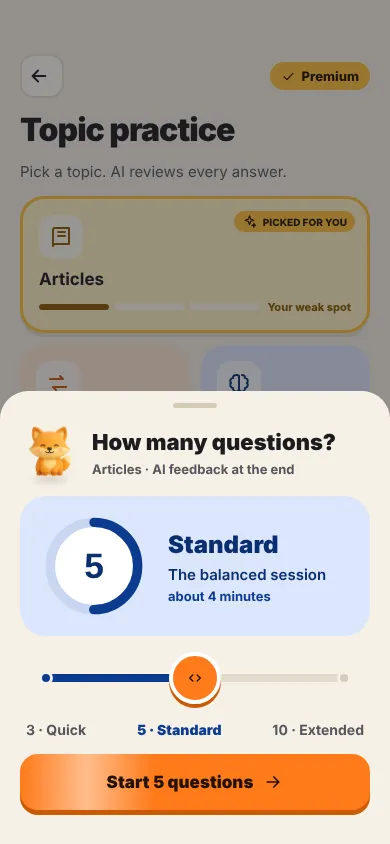 Premium
Topic practice
Pick a topic. AI reviews every answer.
PICKED FOR YOU
Articles
Your weak spot
How many questions?
Articles · AI feedback at the end
5
Standard
The balanced session
about 4 minutes
3 · Quick
5 · Standard
10 · Extended
Start 5 questions →